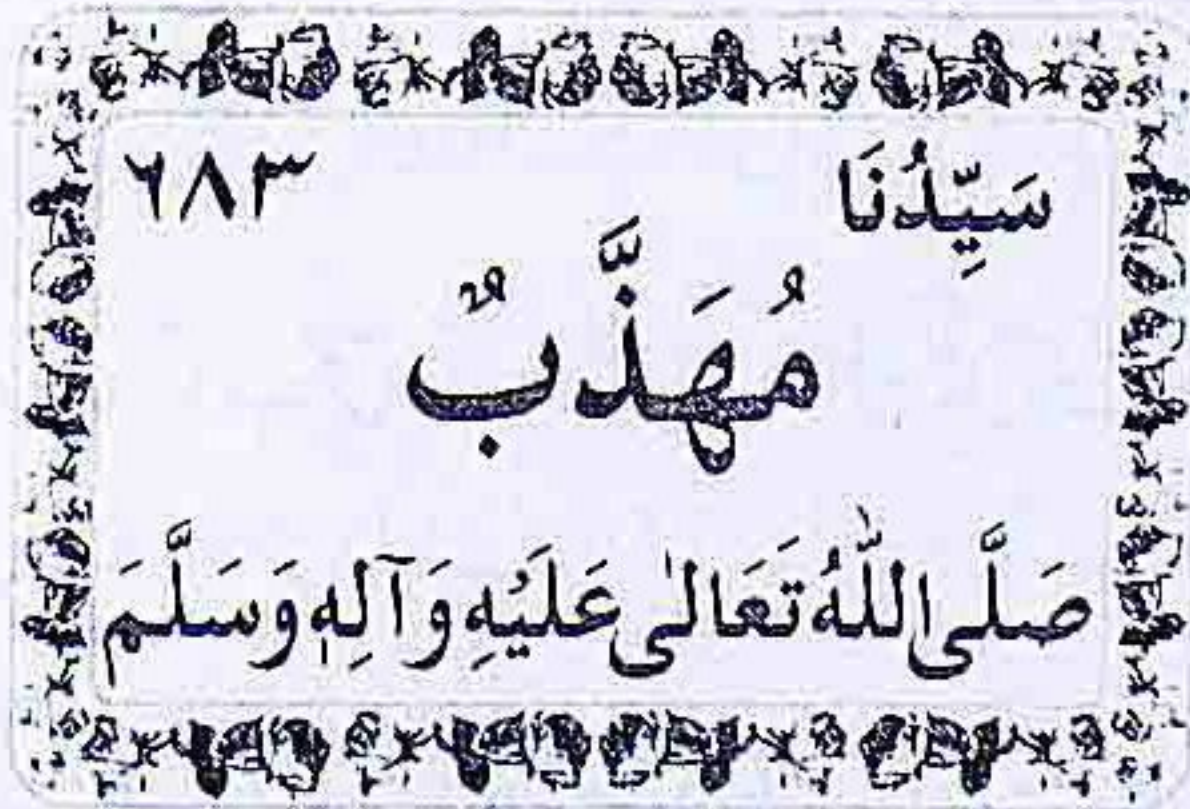 سَيِّدُنَا ٦٨٣
مُهَذَّبٌ
صَلَّى اللّٰهُ تَعَالٰى عَلَيْهِ وَآلِهٖ وَسَلَّمَ